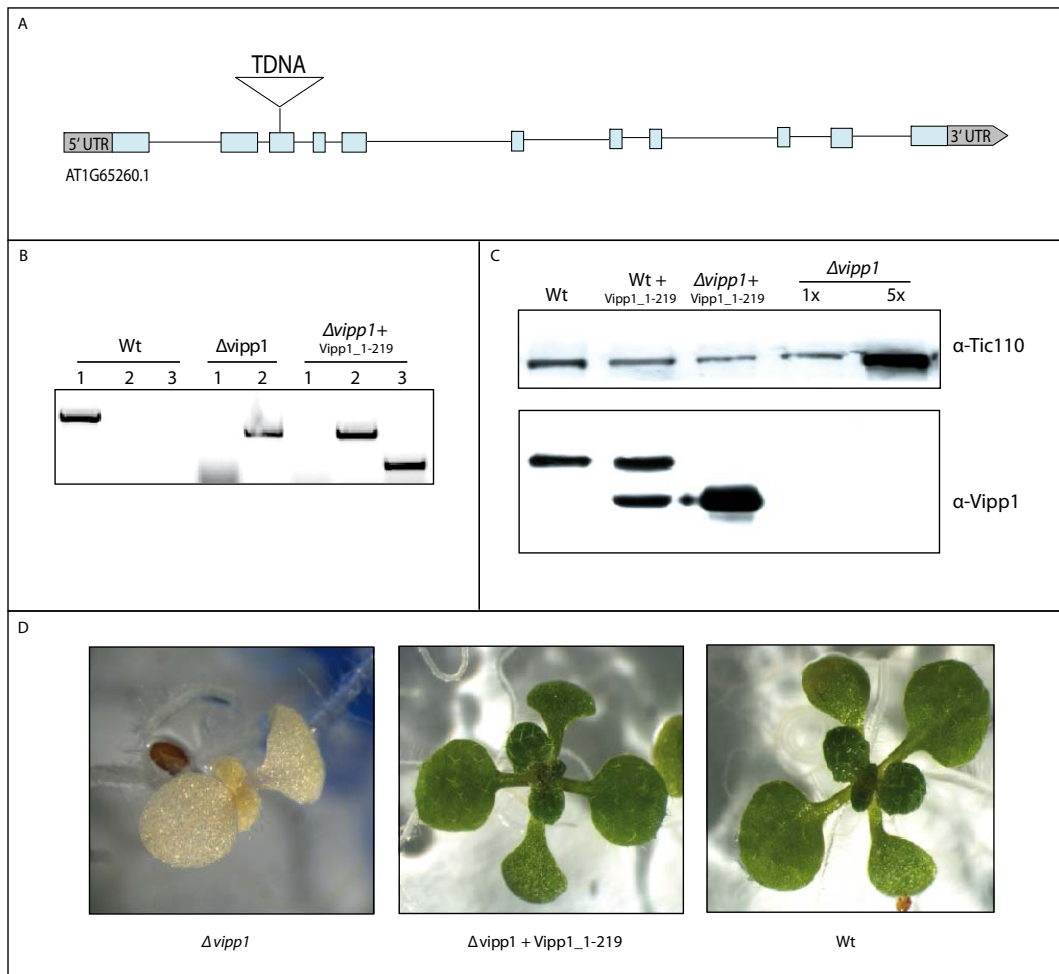 A
TDNA
5' UTR
3' UTR
AT1G65260.1
B
Wt
Δvipp1
Δvipp1+
Vipp1_1-219
1 2 3 1 2 1 2 3
C
Wt
Wt +
Vipp1_1-219
Δvipp1+
Vipp1_1-219
Δvipp1
1x 5x
α-Tic110
α-Vipp1
D
Δvipp1
Δvipp1 + Vipp1_1-219
Wt